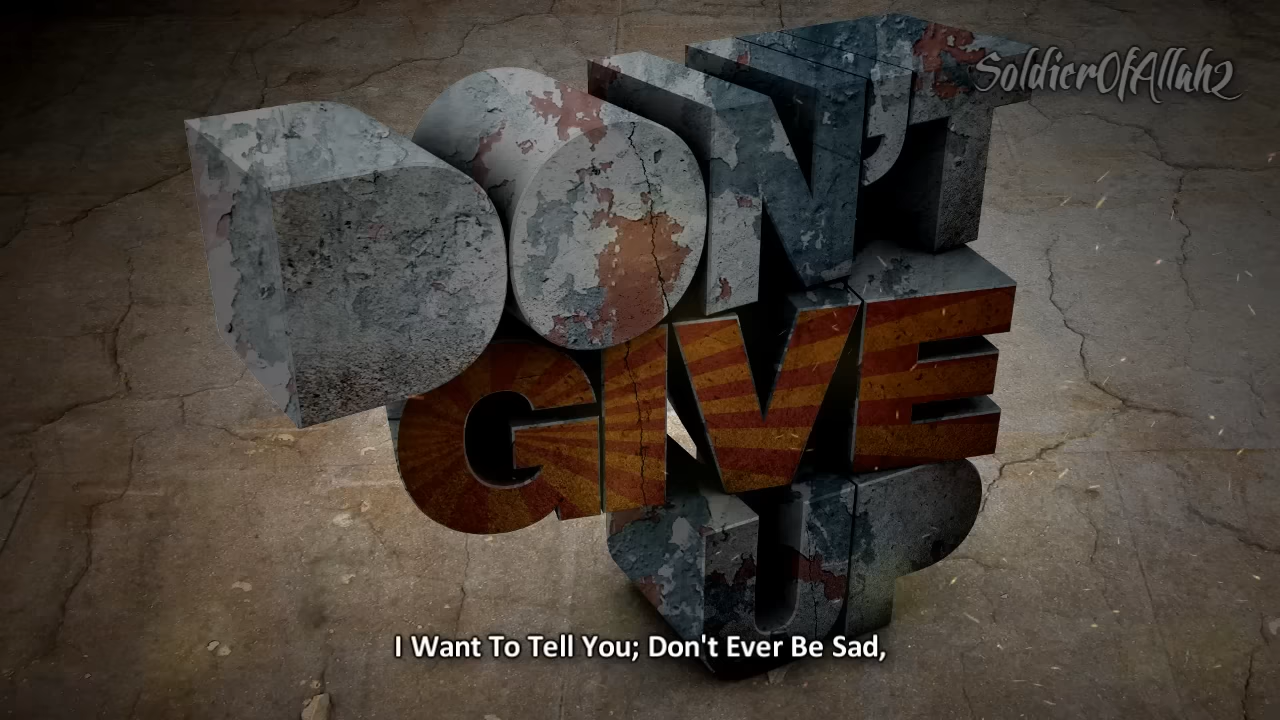 SoldierOfAllah2
DON'T
GIVE
UP
I Want To Tell You; Don't Ever Be Sad,